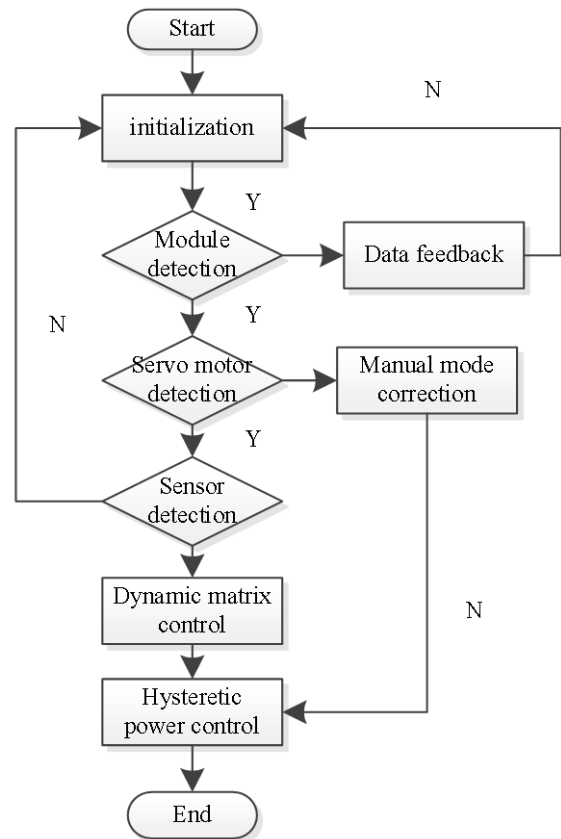 Start
N
initialization
Y
Module
detection
Data feedback
N
Y
Servo motor
detection
Manual mode
correction
Y
Sensor
detection
Dynamic matrix
control
N
Hysteretic
power control
End